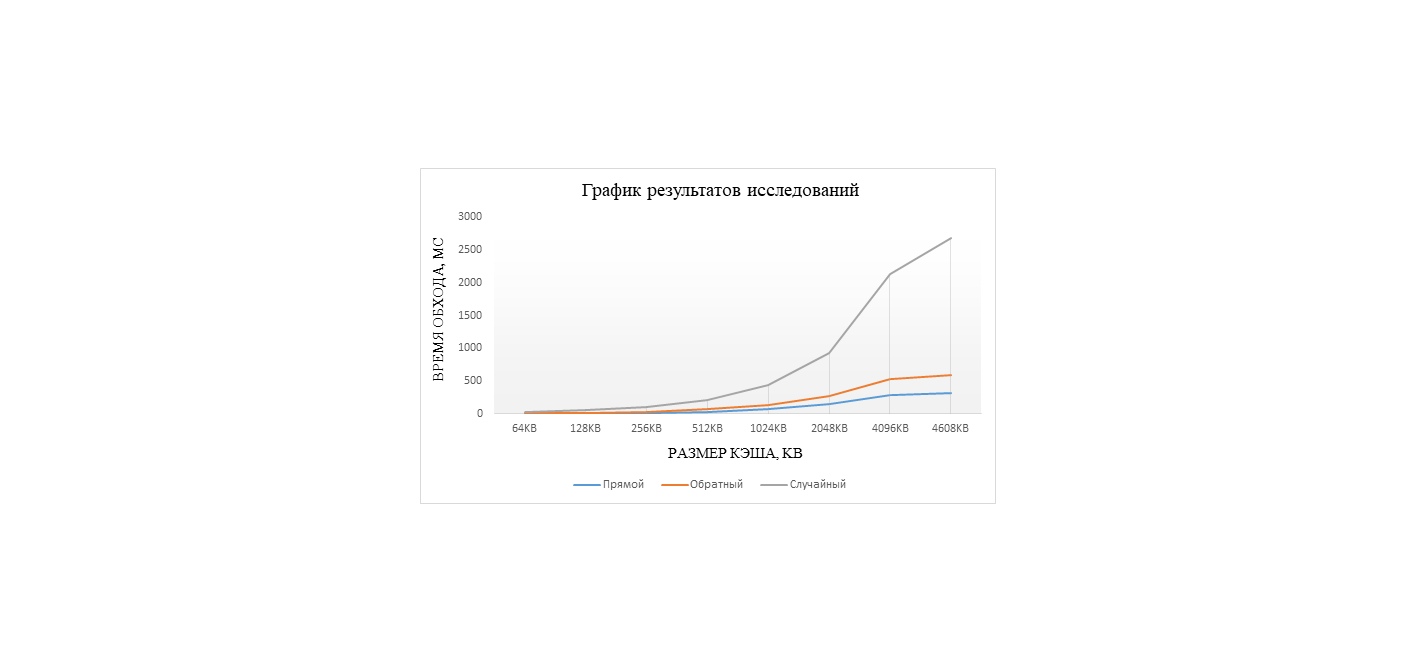 График результатов исследований
ВРЕМЯ ОБХОДА, МС
3000
2500
2000
1500
1000
500
0
64KB 128KB 256KB 512KB 1024KB 2048KB 4096KB 4608KB
РАЗМЕР КЭША, KB
Прямой Обратный Случайный